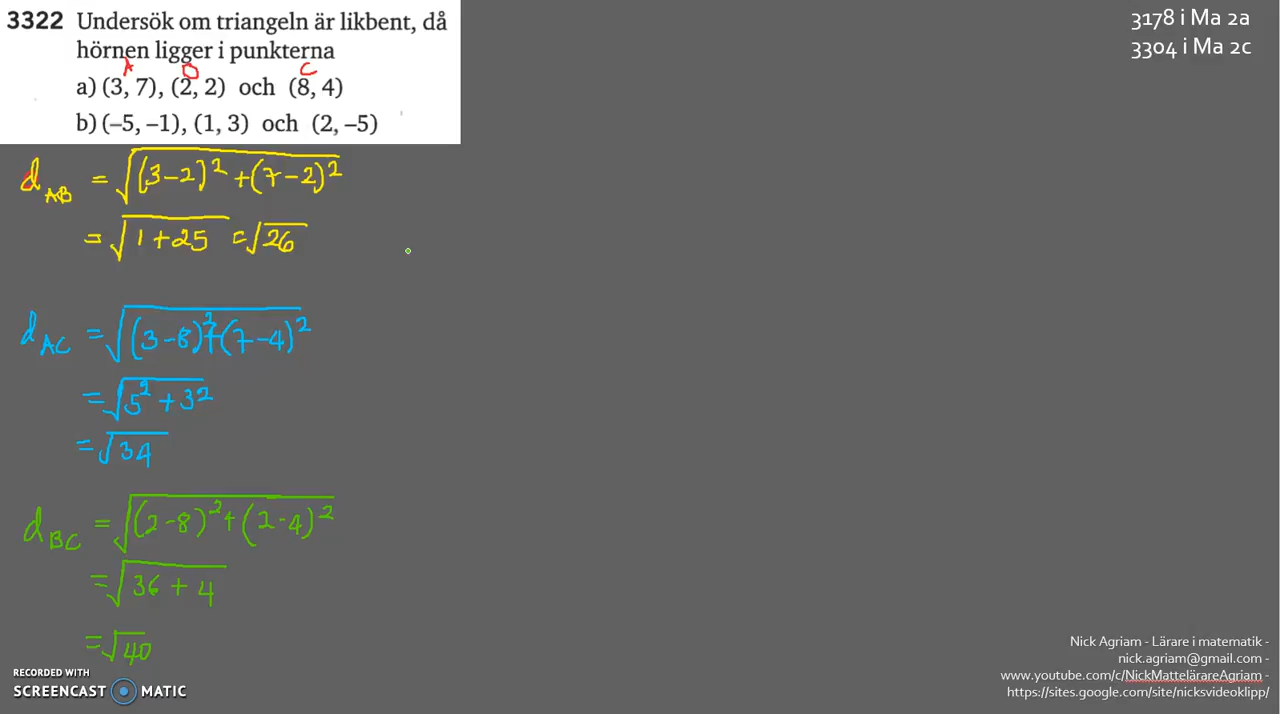 3322 Undersök om triangeln är likbent, då
hörnen ligger i punkterna
A B C
a) (3, 7), (2, 2) och (8, 4)
b) (–5, –1), (1, 3) och (2, –5)
3178 i Ma 2a
3304 i Ma 2c
d_AB = √((3−2)² + (7−2)²)
= √(1+25) = √26
d_AC = √((3−8)² + (7−4)²)
= √(5² + 3²)
= √34
d_BC = √((2−8)² + (2−4)²)
= √(36 + 4)
= √40
Nick Agriam - Lärare i matematik -
nick.agriam@gmail.com -
www.youtube.com/c/NickMattelärareAgriam -
https://sites.google.com/site/nicksvideoklipp/
RECORDED WITH
SCREENCAST MATIC